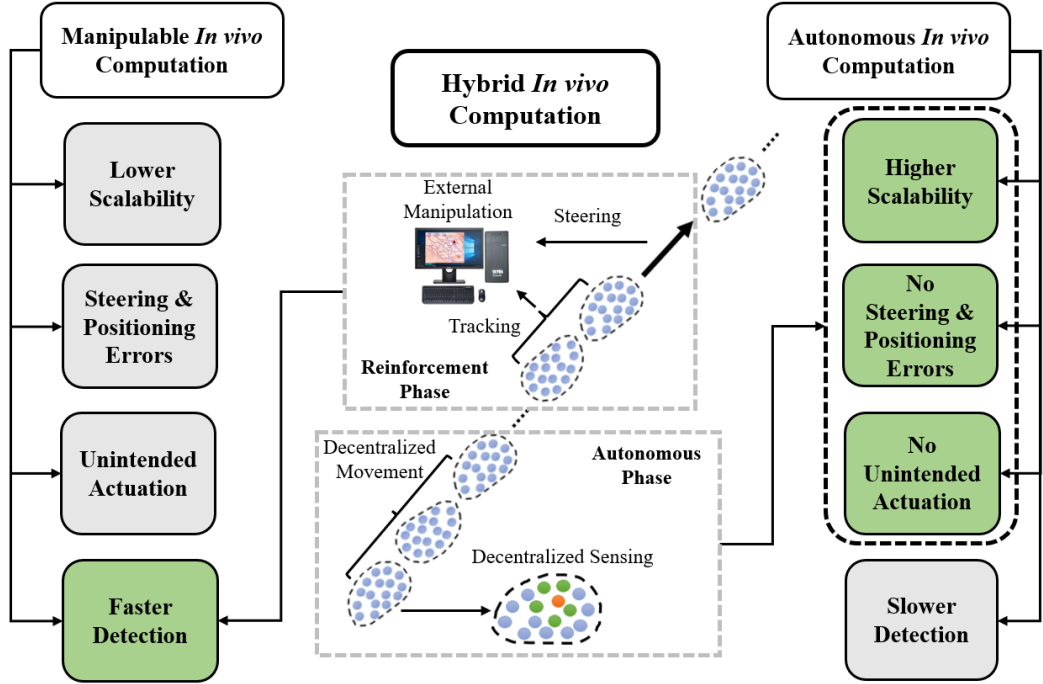 Manipulable In vivo
Computation
Lower
Scalability
Steering &
Positioning
Errors
Unintended
Actuation
Faster
Detection
Hybrid In vivo
Computation
External
Manipulation
Steering
Tracking
Reinforcement
Phase
Decentralized
Movement
Autonomous
Phase
Decentralized Sensing
Autonomous In vivo
Computation
Higher
Scalability
No
Steering &
Positioning
Errors
No
Unintended
Actuation
Slower
Detection